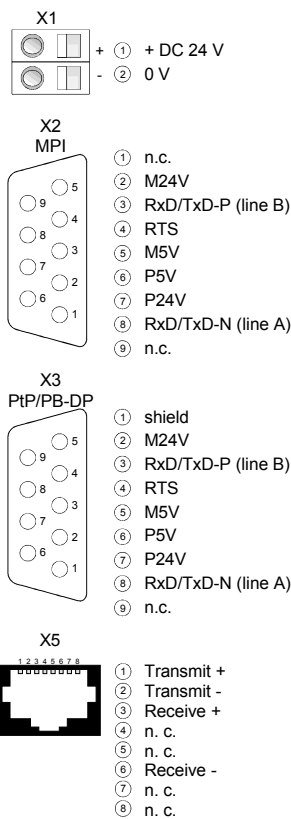 X1
+ ① + DC 24 V
- ② 0 V
X2
MPI
① n.c.
② M24V
③ RxD/TxD-P (line B)
④ RTS
⑤ M5V
⑥ P5V
⑦ P24V
⑧ RxD/TxD-N (line A)
⑨ n.c.
5
9
4
8
3
7
2
6
1
X3
PtP/PB-DP
① shield
② M24V
③ RxD/TxD-P (line B)
④ RTS
⑤ M5V
⑥ P5V
⑦ P24V
⑧ RxD/TxD-N (line A)
⑨ n.c.
5
9
4
8
3
7
2
6
1
X5
1 2 3 4 5 6 7 8
① Transmit +
② Transmit -
③ Receive +
④ n. c.
⑤ n. c.
⑥ Receive -
⑦ n. c.
⑧ n. c.